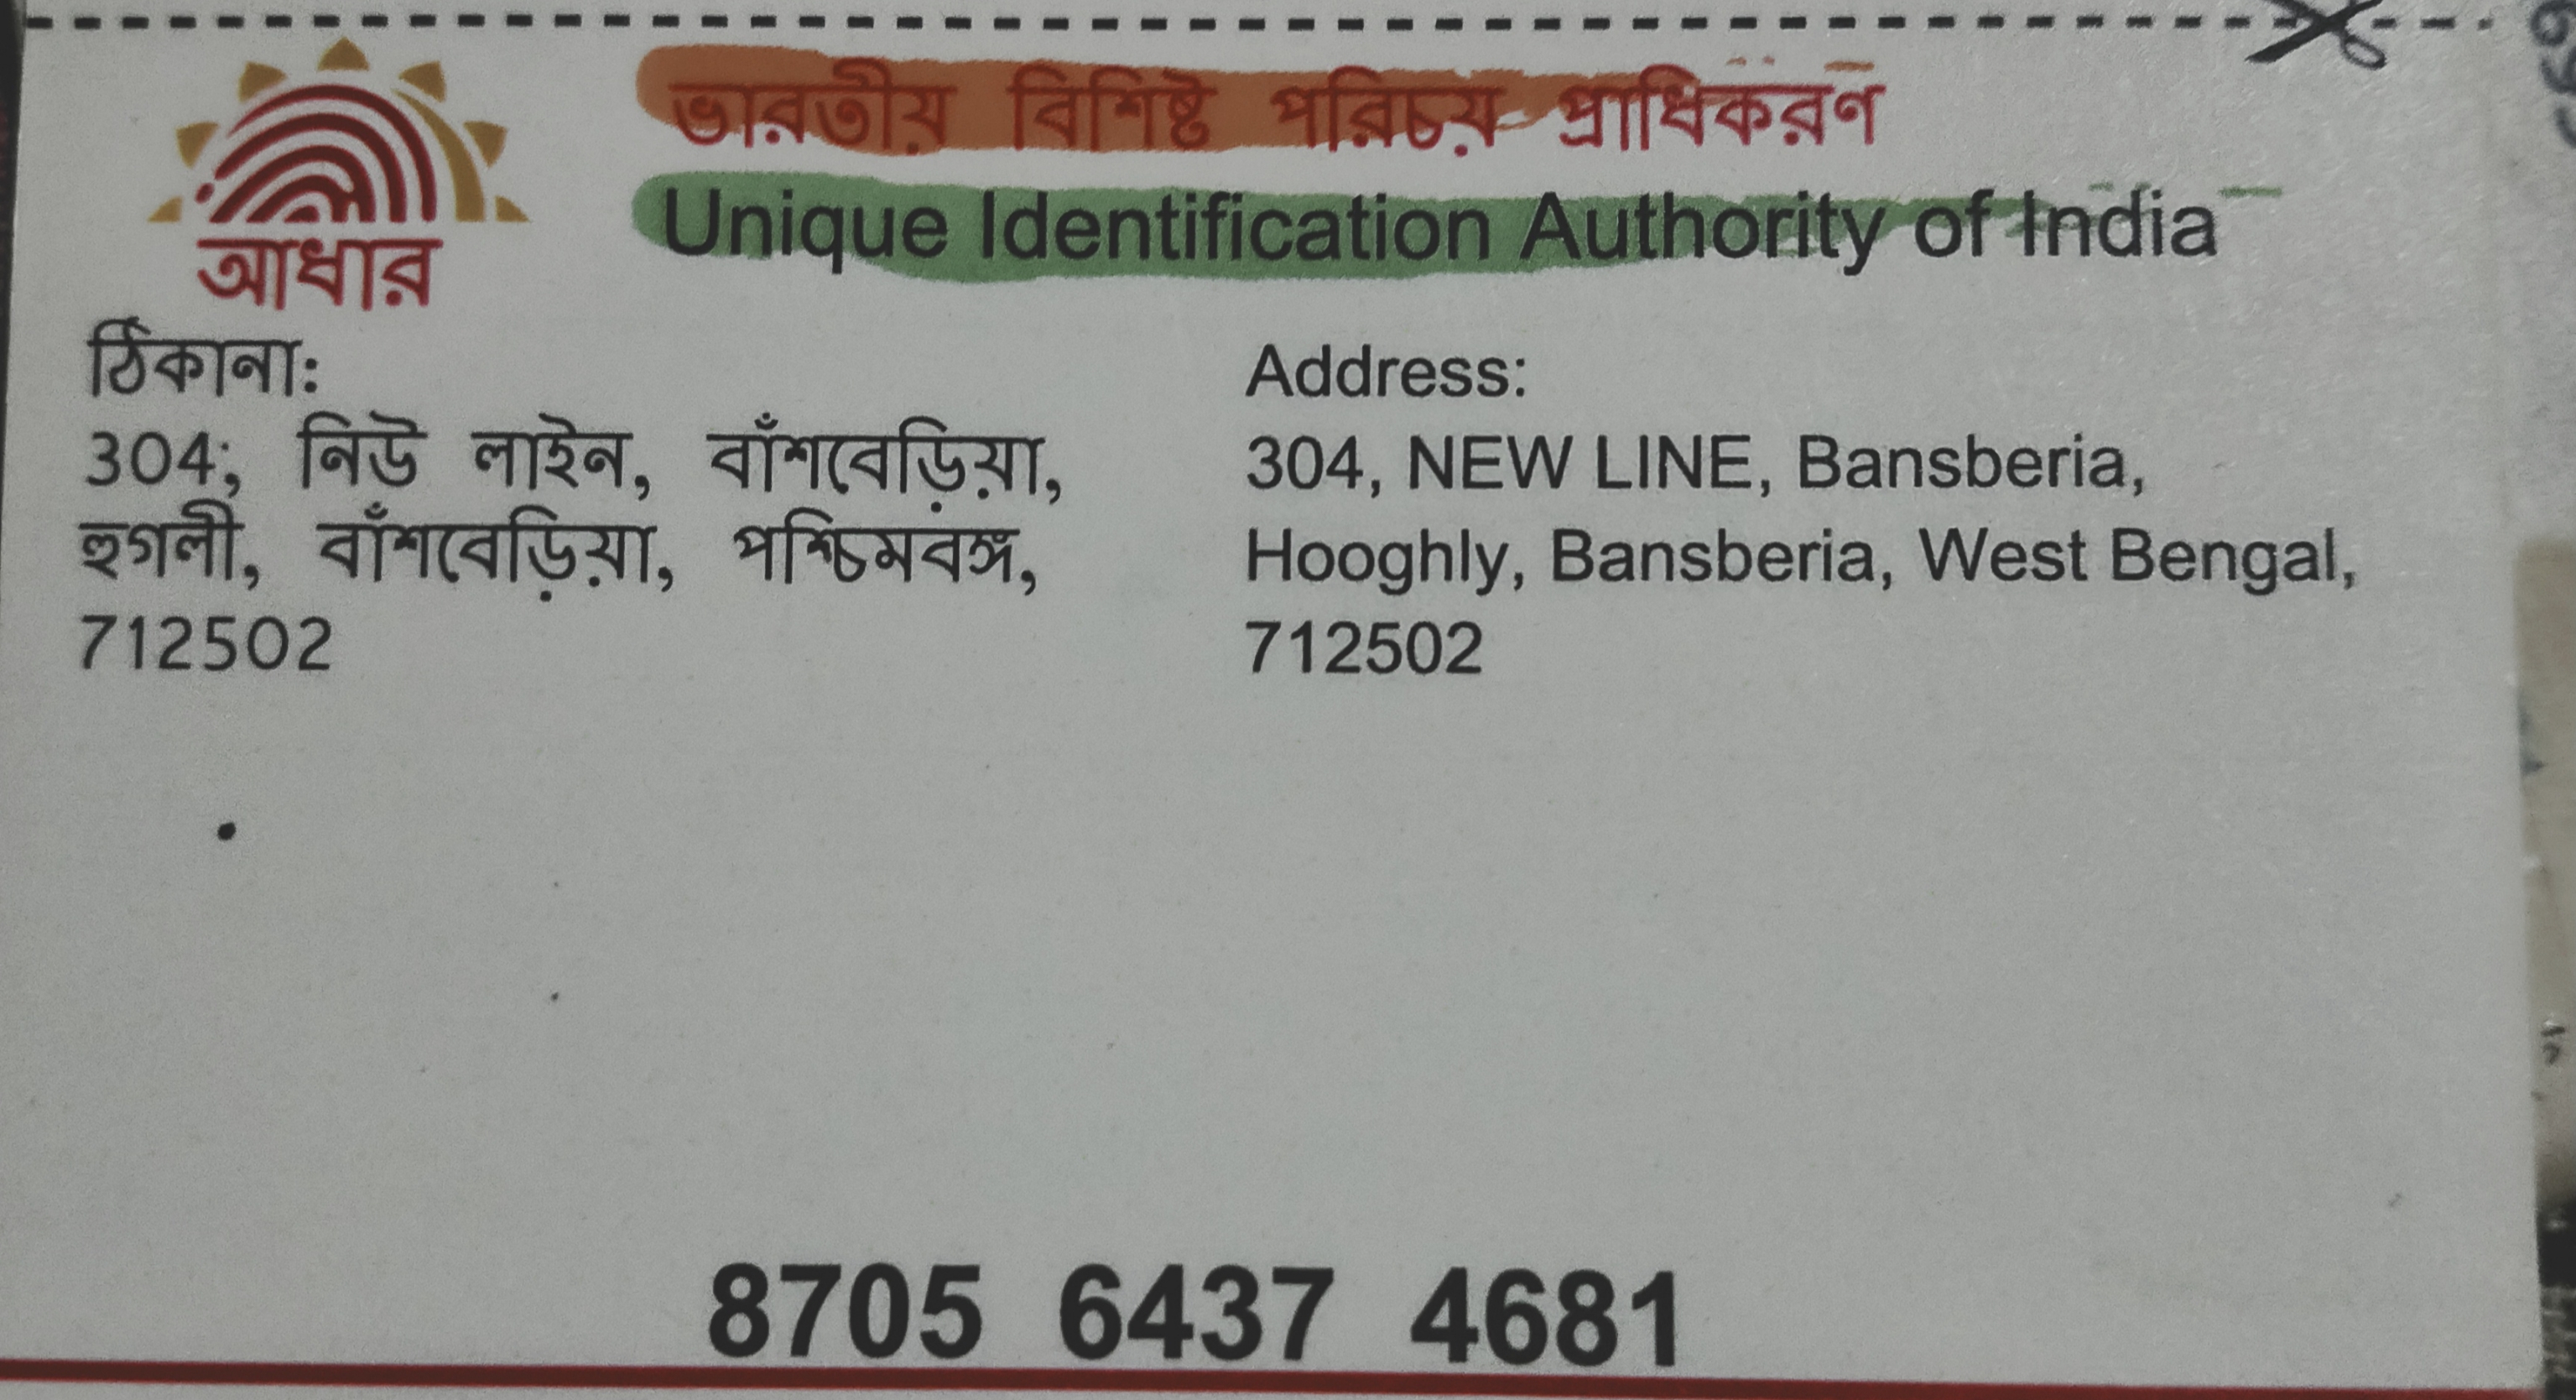 ভারতীয় বিশিষ্ট পরিচয় প্রাধিকরণ
Unique Identification Authority of India
আধার
ঠিকানা:
304; নিউ লাইন, বাঁশবেড়িয়া,
হুগলী, বাঁশবেড়িয়া, পশ্চিমবঙ্গ,
712502
Address:
304, NEW LINE, Bansberia,
Hooghly, Bansberia, West Bengal,
712502
8705 6437 4681